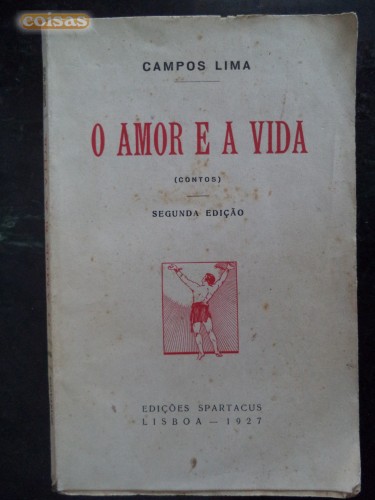 coisas
CAMPOS LIMA
O AMOR E A VIDA
(CONTOS)
SEGUNDA EDIÇÃO
EDIÇÕES SPARTACUS
LISBOA — 1927